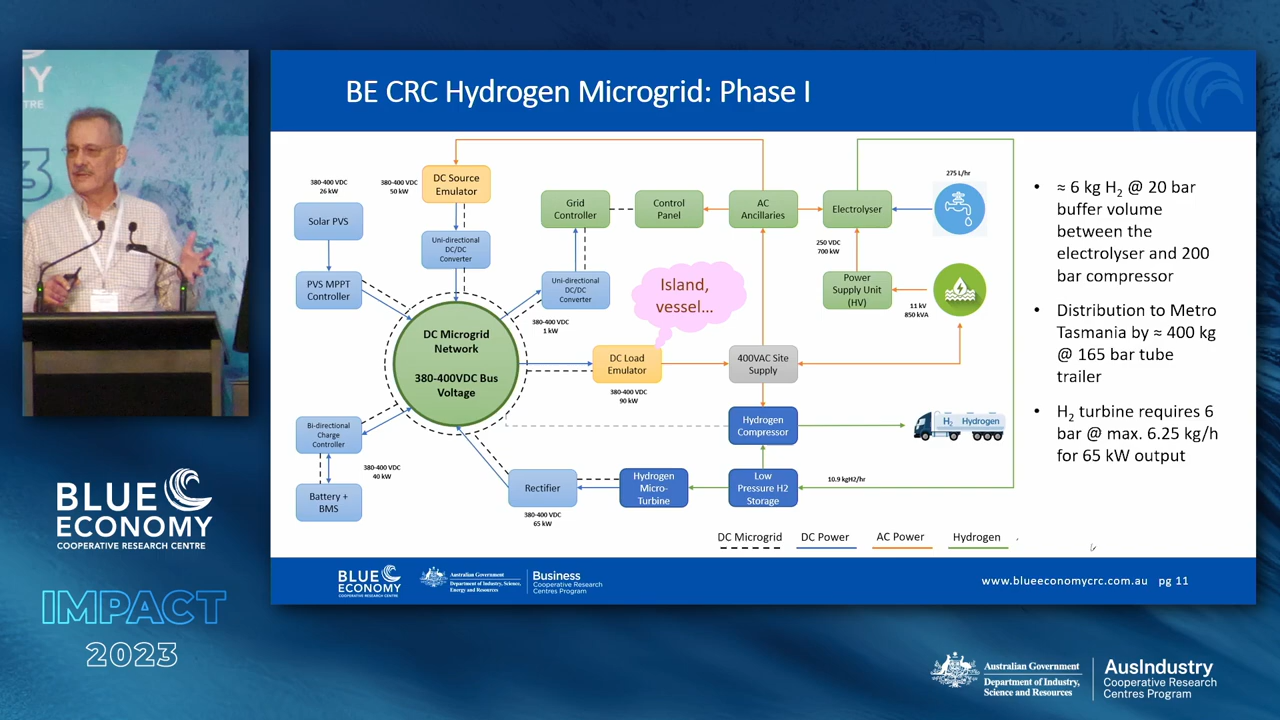 OMY
TRE
3
BLUE
ECONOMY
COOPERATIVE RESEARCH CENTRE
IMPACT
2023
BE CRC Hydrogen Microgrid: Phase I
380-400 VDC
26 kW
Solar PVS
PVS MPPT
Controller
380-400 VDC
50 kW
DC Source
Emulator
Uni-directional
DC/DC
Converter
Grid
Controller
Control
Panel
AC
Ancillaries
Electrolyser
275 L/hr
Uni-directional
DC/DC
Converter
380-400 VDC
1 kW
Island,
vessel...
250 VDC
700 kW
Power
Supply Unit
(HV)
11 kV
850 kVA
DC Microgrid
Network
380-400VDC Bus
Voltage
DC Load
Emulator
380-400 VDC
90 kW
400VAC Site
Supply
Hydrogen
Compressor
H2 Hydrogen
Bi-directional
Charge
Controller
380-400 VDC
40 kW
Battery +
BMS
Rectifier
380-400 VDC
65 kW
Hydrogen
Micro-
Turbine
Low
Pressure H2
Storage
10.9 kgH2/hr
DC Microgrid
DC Power
AC Power
Hydrogen
• ≈ 6 kg H₂ @ 20 bar
buffer volume
between the
electrolyser and 200
bar compressor
• Distribution to Metro
Tasmania by ≈ 400 kg
@ 165 bar tube
trailer
• H₂ turbine requires 6
bar @ max. 6.25 kg/h
for 65 kW output
BLUE
ECONOMY
COOPERATIVE RESEARCH CENTRE
Australian Government
Department of Industry, Science,
Energy and Resources
Business
Cooperative Research
Centres Program
www.blueeconomycrc.com.au pg 11
Australian Government
Department of Industry,
Science and Resources
AusIndustry
Cooperative Research
Centres Program